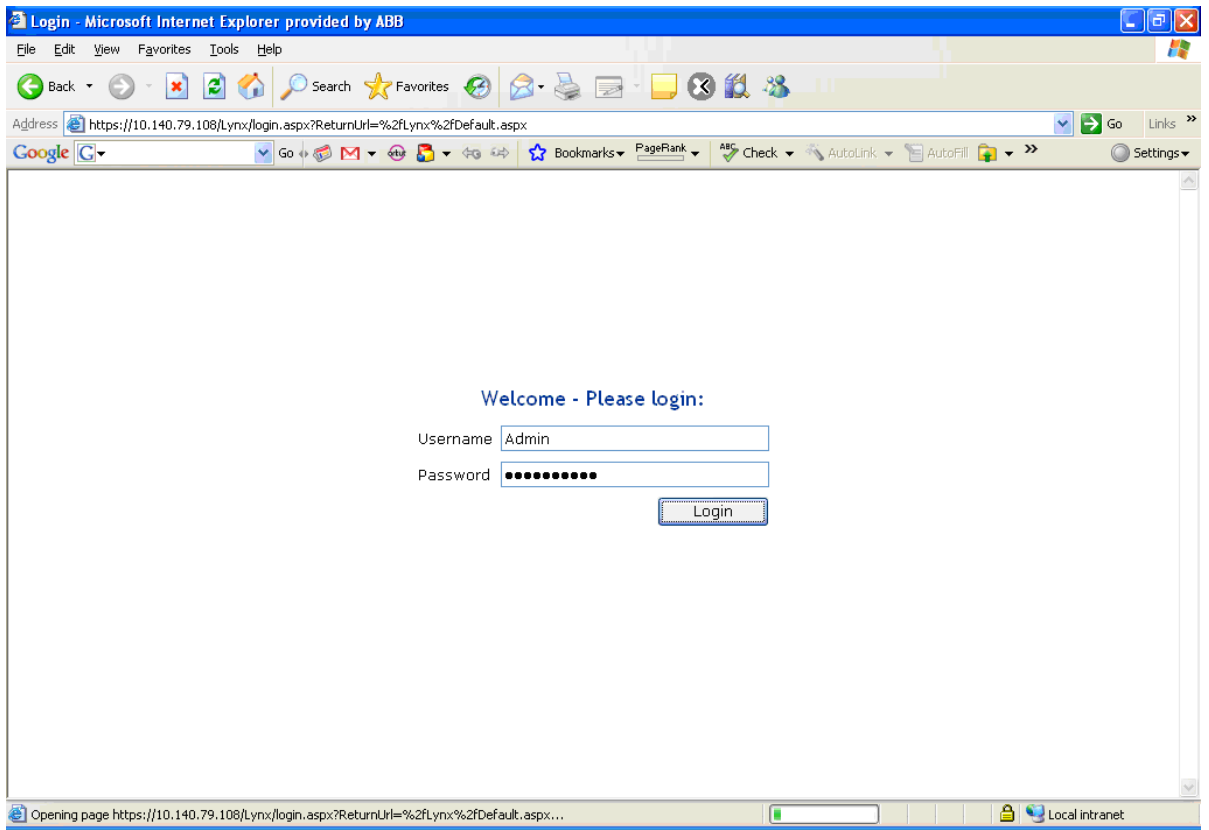 Login - Microsoft Internet Explorer provided by ABB
File Edit View Favorites Tools Help
Back Search Favorites
Address https://10.140.79.108/Lynx/login.aspx?ReturnUrl=%2fLynx%2fDefault.aspx Go Links »
Google G Go orkut Bookmarks PageRank ABC Check AutoLink AutoFill » Settings
Welcome - Please login:
Username Admin
Password ••••••••••
Login
Opening page https://10.140.79.108/Lynx/login.aspx?ReturnUrl=%2fLynx%2fDefault.aspx... Local intranet